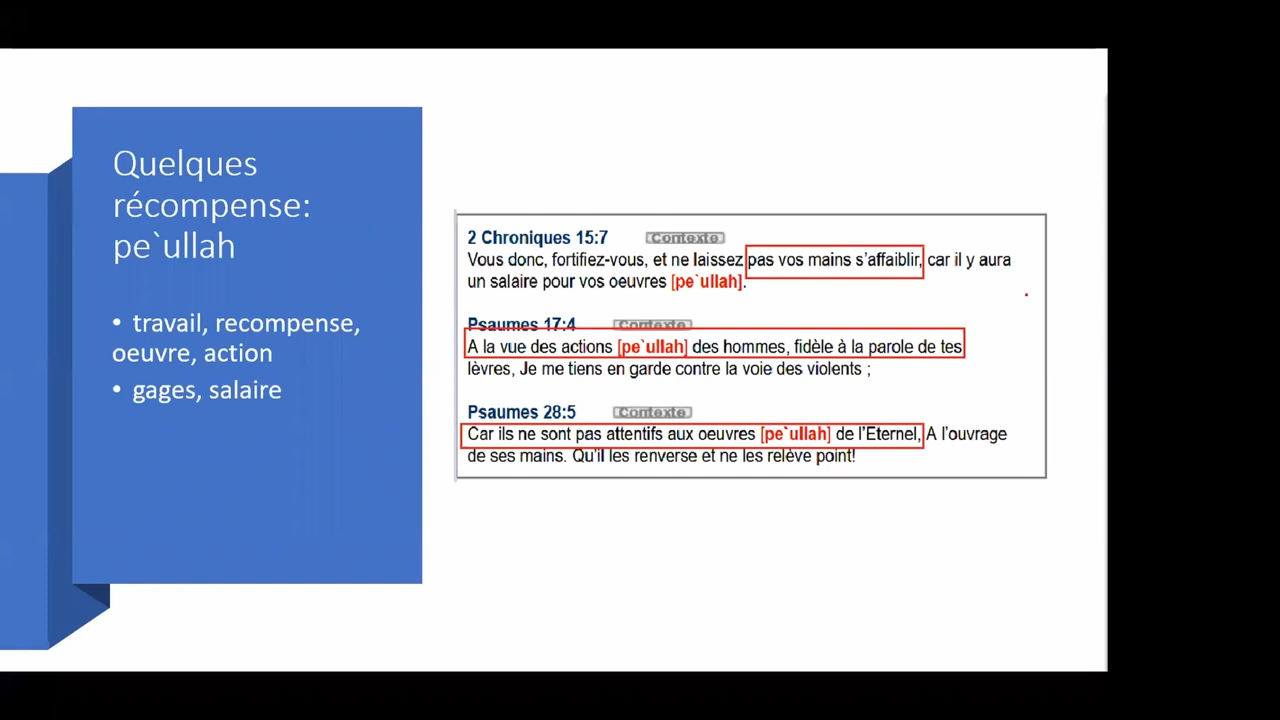 Quelques
récompense:
pe`ullah
• travail, recompense,
oeuvre, action
• gages, salaire
2 Chroniques 15:7 Contexte
Vous donc, fortifiez-vous, et ne laissez pas vos mains s'affaiblir, car il y aura
un salaire pour vos oeuvres [pe`ullah].
Psaumes 17:4 Contexte
A la vue des actions [pe`ullah] des hommes, fidèle à la parole de tes
lèvres, Je me tiens en garde contre la voie des violents ;
Psaumes 28:5 Contexte
Car ils ne sont pas attentifs aux oeuvres [pe`ullah] de l'Eternel, A l'ouvrage
de ses mains. Qu'il les renverse et ne les relève point!